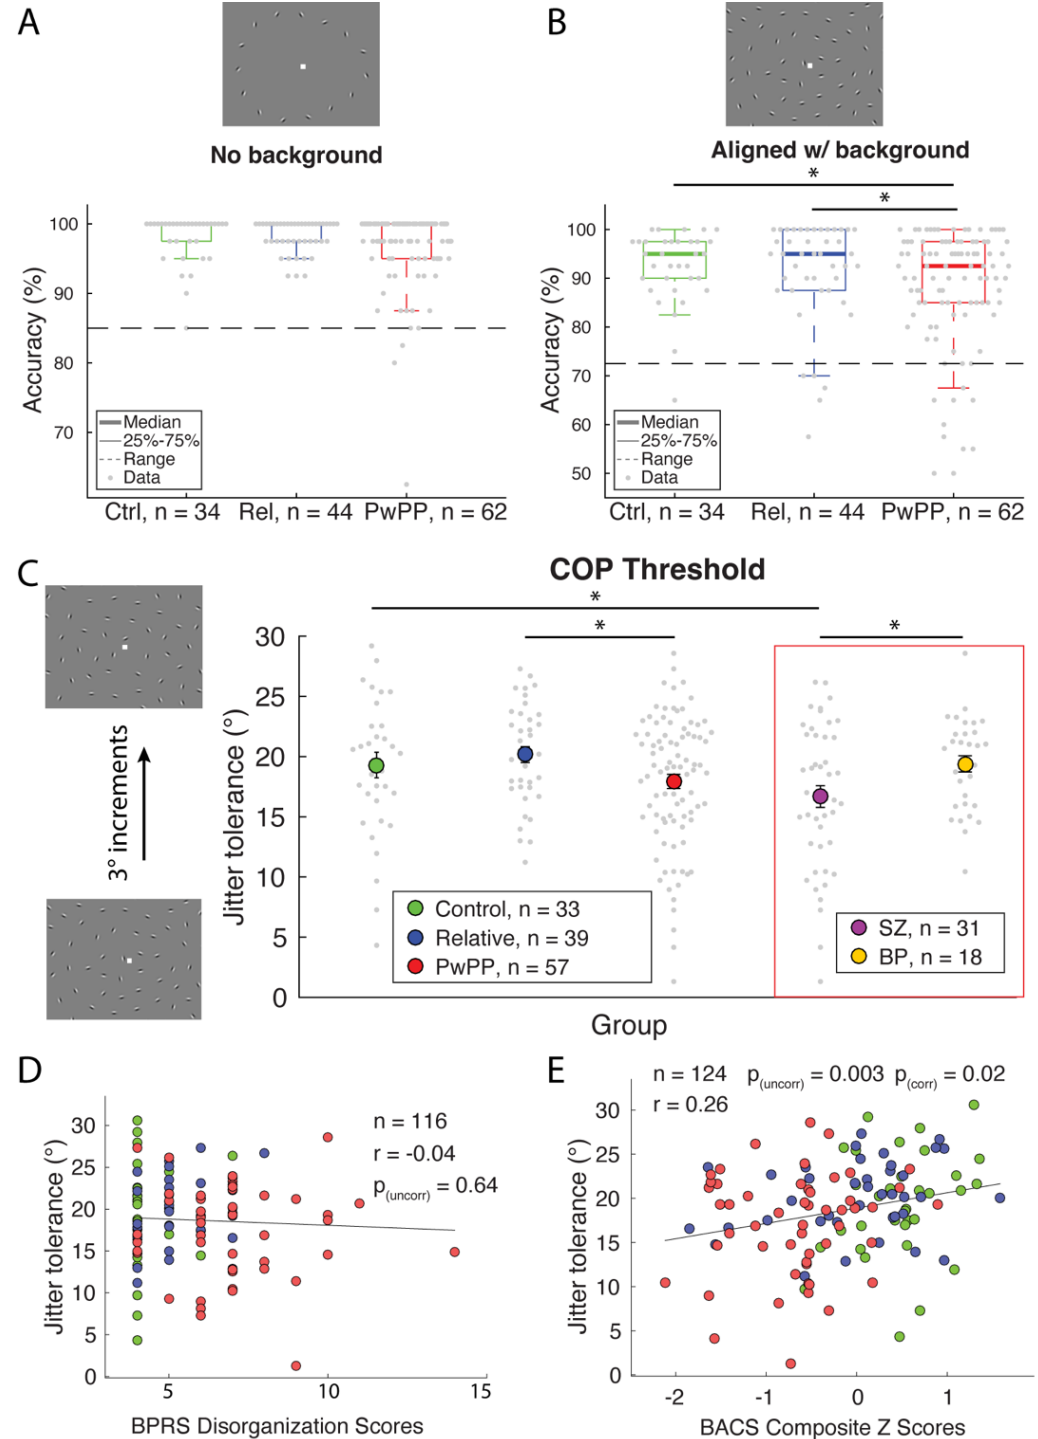 A
No background
Accuracy (%)
100
90
80
70
Median
25%-75%
Range
Data
Ctrl, n = 34
Rel, n = 44
PwPP, n = 62
B
Aligned w/ background
*
*
Accuracy (%)
100
90
80
70
60
50
Median
25%-75%
Range
Data
Ctrl, n = 34
Rel, n = 44
PwPP, n = 62
C
3° increments
COP Threshold
*
*
*
Jitter tolerance (°)
30
25
20
15
10
5
0
Control, n = 33
Relative, n = 39
PwPP, n = 57
SZ, n = 31
BP, n = 18
Group
D
Jitter tolerance (°)
30
25
20
15
10
5
0
n = 116
r = -0.04
p(uncorr) = 0.64
5
10
15
BPRS Disorganization Scores
E
n = 124 p(uncorr) = 0.003 p(corr) = 0.02
r = 0.26
Jitter tolerance (°)
30
25
20
15
10
5
0
-2
-1
0
1
BACS Composite Z Scores